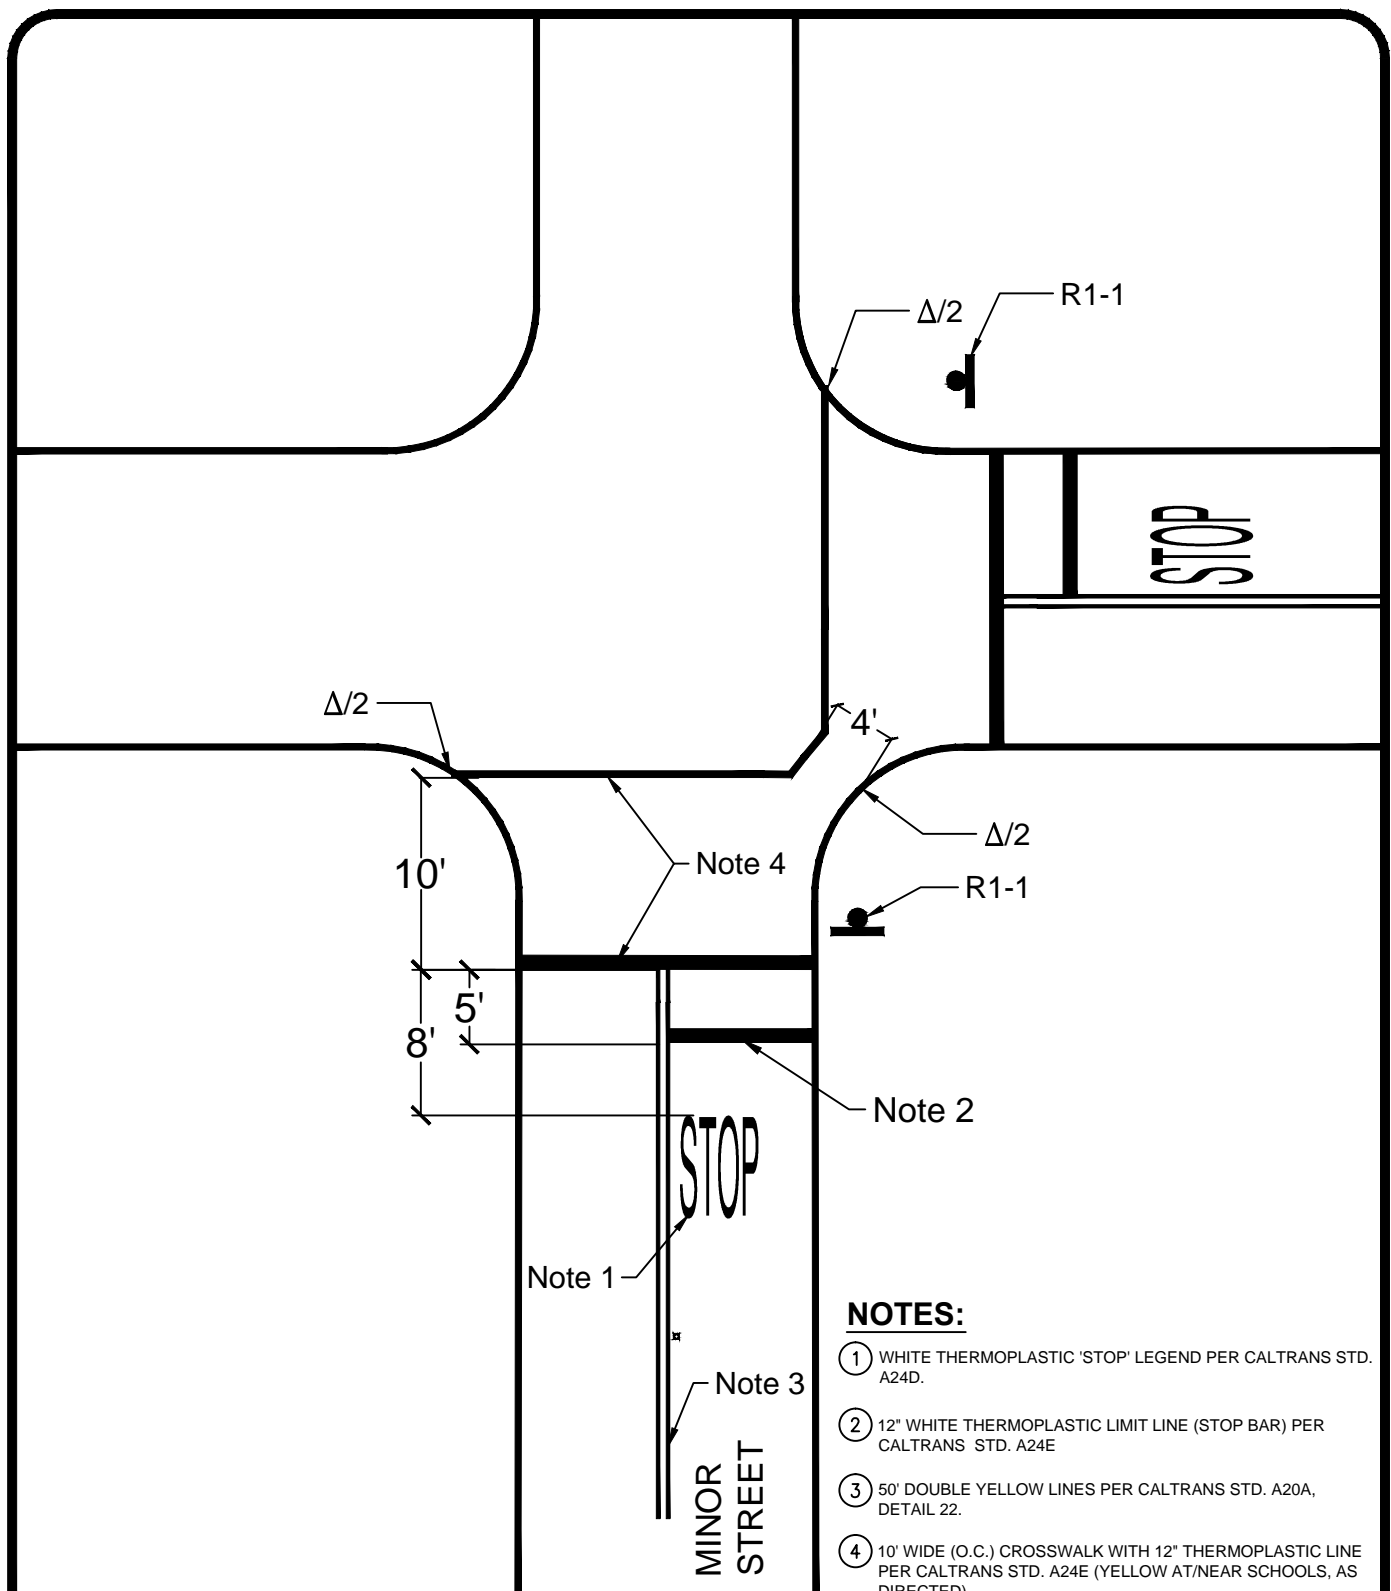 R1-1
Δ/2
STOP
Δ/2
4'
Δ/2
10'
Note 4
R1-1
5'
8'
Note 2
STOP
Note 1
NOTES:
1 WHITE THERMOPLASTIC 'STOP' LEGEND PER CALTRANS STD.
A24D.
Note 3
2 12" WHITE THERMOPLASTIC LIMIT LINE (STOP BAR) PER
CALTRANS STD. A24E
MINOR
STREET
3 50' DOUBLE YELLOW LINES PER CALTRANS STD. A20A,
DETAIL 22.
4 10' WIDE (O.C.) CROSSWALK WITH 12" THERMOPLASTIC LINE
PER CALTRANS STD. A24E (YELLOW AT/NEAR SCHOOLS, AS
DIRECTED)